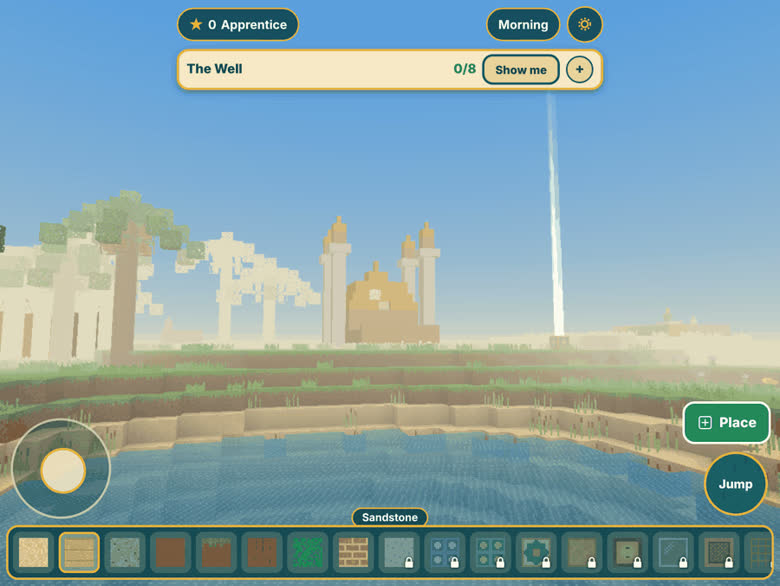 ★ 0 Apprentice
Morning
The Well
0/8
Show me
+
Place
Jump
Sandstone